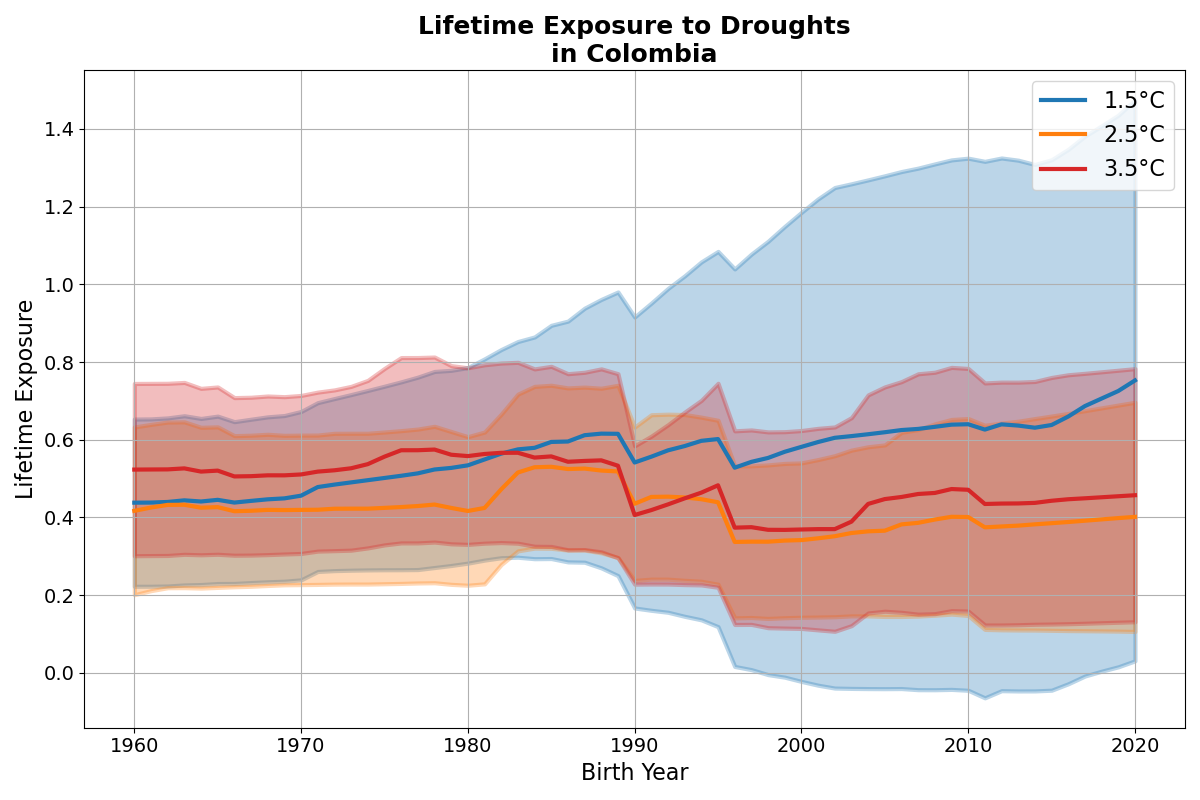 Lifetime Exposure to Droughts
in Colombia
1.5°C
2.5°C
3.5°C
Lifetime Exposure
1.4
1.2
1.0
0.8
0.6
0.4
0.2
0.0
1960
1970
1980
1990
2000
2010
2020
Birth Year